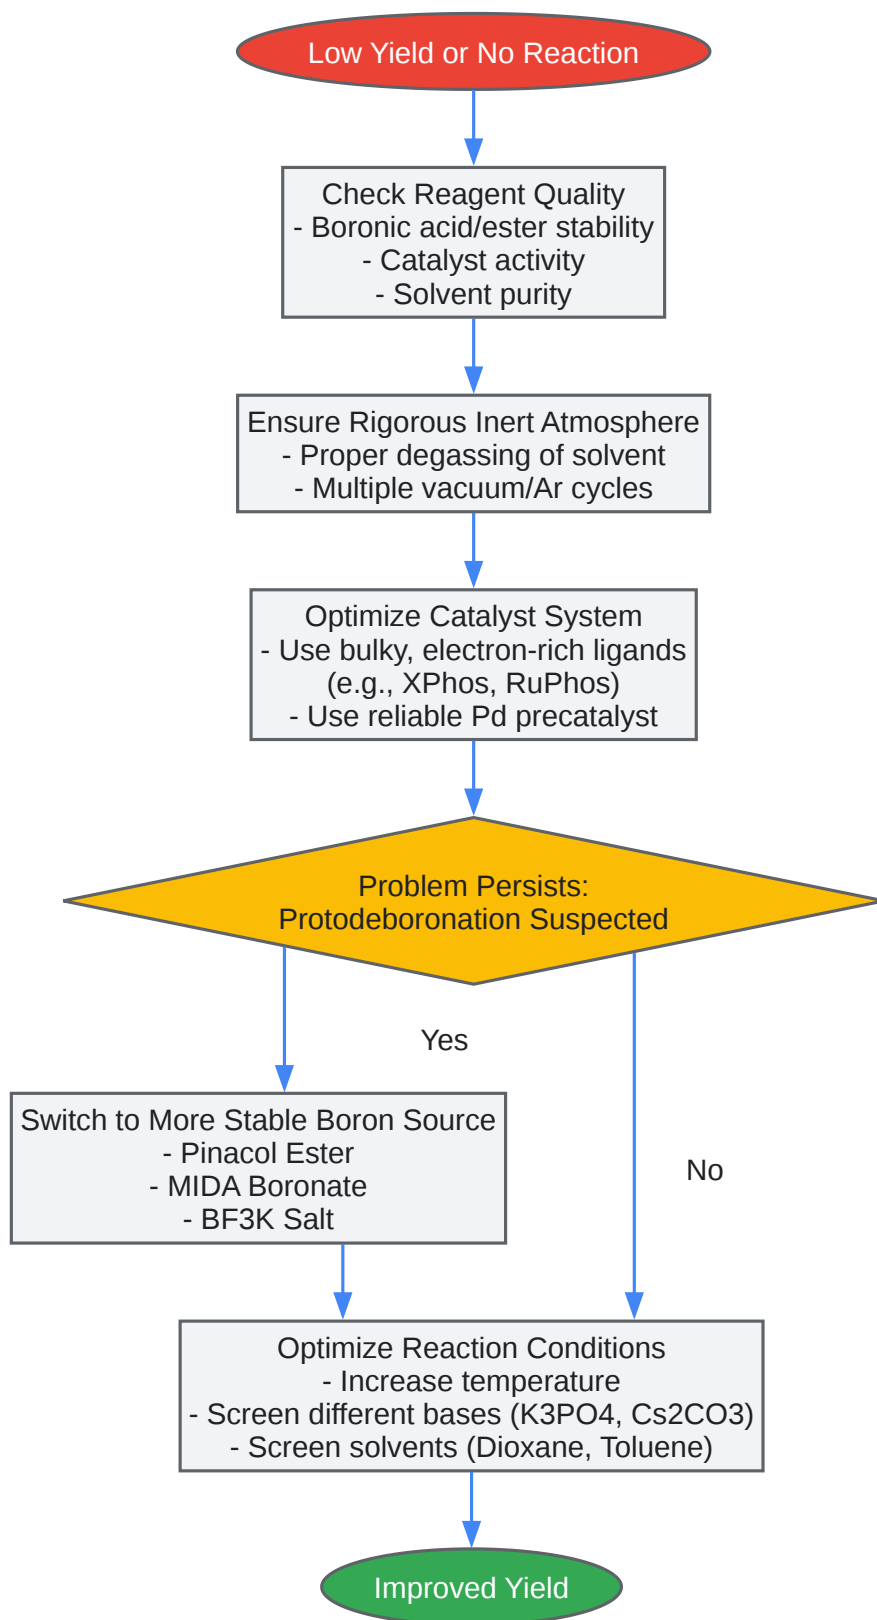 Low Yield or No Reaction
Check Reagent Quality
- Boronic acid/ester stability
- Catalyst activity
- Solvent purity
Ensure Rigorous Inert Atmosphere
- Proper degassing of solvent
- Multiple vacuum/Ar cycles
Optimize Catalyst System
- Use bulky, electron-rich ligands
(e.g., XPhos, RuPhos)
- Use reliable Pd precatalyst
Problem Persists:
Protodeboronation Suspected
Yes
Switch to More Stable Boron Source
- Pinacol Ester
- MIDA Boronate
- BF3K Salt
No
Optimize Reaction Conditions
- Increase temperature
- Screen different bases (K3PO4, Cs2CO3)
- Screen solvents (Dioxane, Toluene)
Improved Yield